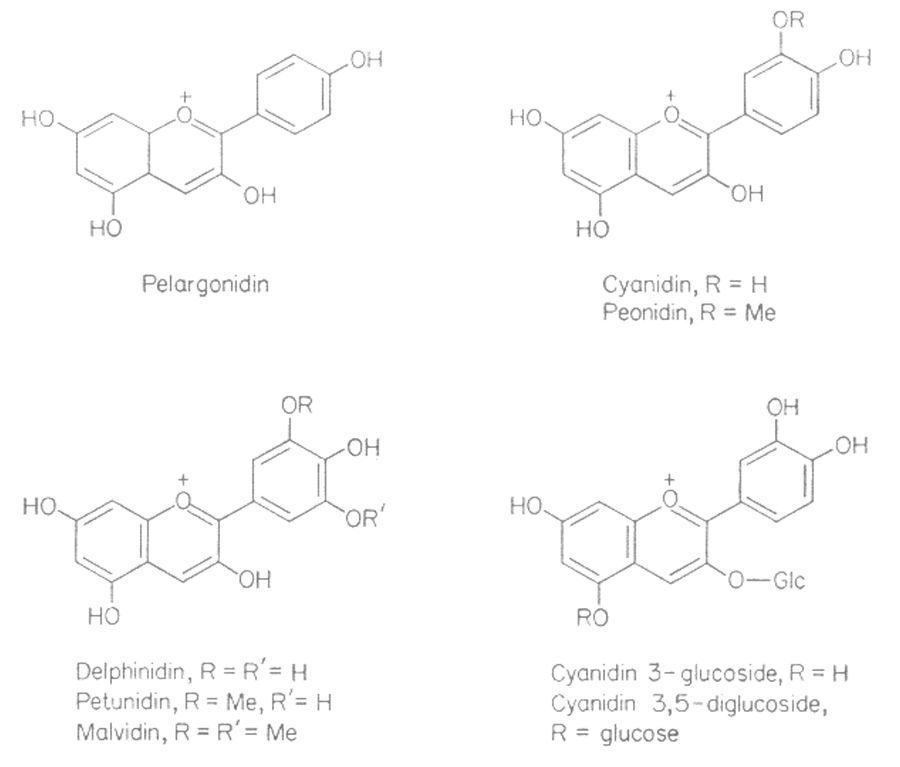 OH
HO
+
O
OH
HO
Pelargonidin
OR
OH
HO
+
O
OH
HO
Cyanidin, R = H
Peonidin, R = Me
OR
OH
HO
+
O
OR′
OH
HO
Delphinidin, R = R′= H
Petunidin, R = Me, R′= H
Malvidin, R = R′= Me
OH
OH
HO
+
O
O—Glc
RO
Cyanidin 3-glucoside, R = H
Cyanidin 3,5-diglucoside,
R = glucose